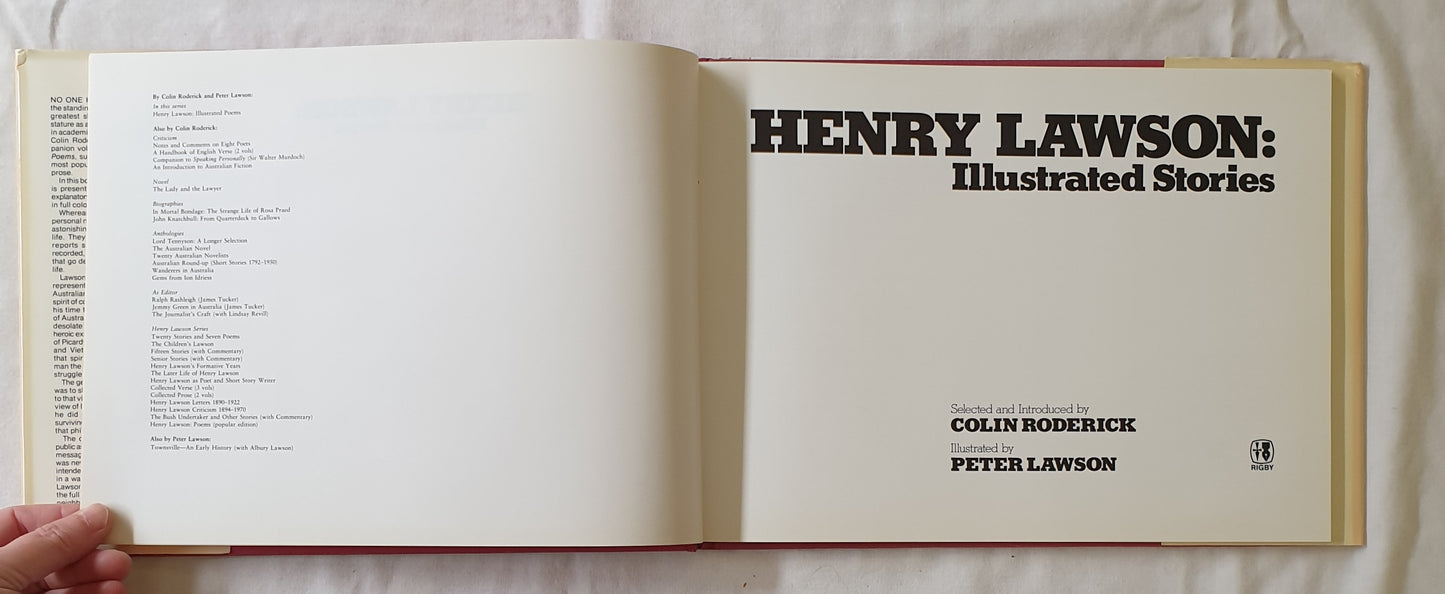 NO ONE
the standin
greatest s
stature as a
in academi
Colin Rod
panion vol
Poems, su
most popu
prose.
In this bo
is present
explanator
in full colo
Wherea
personal n
astonishing
life. They
reports s
recorded,
that go de
life.
Lawson
represent
Australian
spirit of co
his time
of Austra
desolate
heroic ex
of Picard
and Viet
that spir
man the
struggle
The ge
was to s
to that vi
view of l
he did
surviving
that phi
The c
public a
messag
was nev
intende
in a wa
Lawson
the full
neighb
By Colin Roderick and Peter Lawson:
In this series
Henry Lawson: Illustrated Poems
Also by Colin Roderick:
Criticism
Notes and Comments on Eight Poets
A Handbook of English Verse (2 vols)
Companion to Speaking Personally (Sir Walter Murdoch)
An Introduction to Australian Fiction
Novel
The Lady and the Lawyer
Biographies
In Mortal Bondage: The Strange Life of Rosa Praed
John Knatchbull: From Quarterdeck to Gallows
Anthologies
Lord Tennyson: A Longer Selection
The Australian Novel
Twenty Australian Novelists
Australian Round-up (Short Stories 1792–1950)
Wanderers in Australia
Gems from Ion Idriess
As Editor
Ralph Rashleigh (James Tucker)
Jemmy Green in Australia (James Tucker)
The Journalist's Craft (with Lindsay Revill)
Henry Lawson Series
Twenty Stories and Seven Poems
The Children's Lawson
Fifteen Stories (with Commentary)
Senior Stories (with Commentary)
Henry Lawson's Formative Years
The Later Life of Henry Lawson
Henry Lawson as Poet and Short Story Writer
Collected Verse (3 vols)
Collected Prose (2 vols)
Henry Lawson Letters 1890–1922
Henry Lawson Criticism 1894–1970
The Bush Undertaker and Other Stories (with Commentary)
Henry Lawson: Poems (popular edition)
Also by Peter Lawson:
Townsville—An Early History (with Albury Lawson)
HENRY LAWSON:
Illustrated Stories
Selected and Introduced by
COLIN RODERICK
Illustrated by
PETER LAWSON
RIGBY